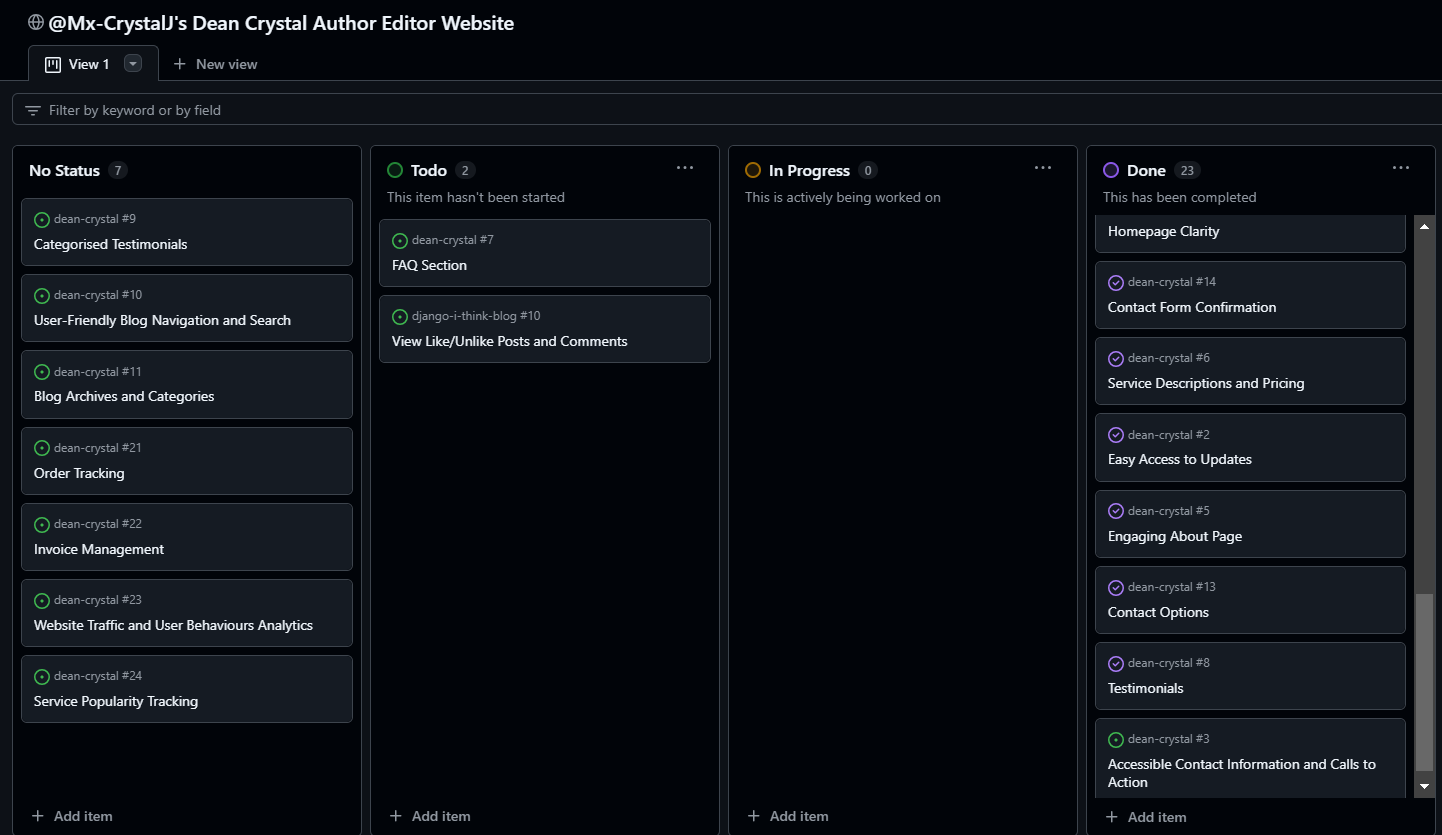 @Mx-CrystalJ's Dean Crystal Author Editor Website
View 1
New view
Filter by keyword or by field
No Status 7
dean-crystal #9
Categorised Testimonials
dean-crystal #10
User-Friendly Blog Navigation and Search
dean-crystal #11
Blog Archives and Categories
dean-crystal #21
Order Tracking
dean-crystal #22
Invoice Management
dean-crystal #23
Website Traffic and User Behaviours Analytics
dean-crystal #24
Service Popularity Tracking
Add item
Todo 2
This item hasn't been started
dean-crystal #7
FAQ Section
django-i-think-blog #10
View Like/Unlike Posts and Comments
Add item
In Progress 0
This is actively being worked on
Add item
Done 23
This has been completed
Homepage Clarity
dean-crystal #14
Contact Form Confirmation
dean-crystal #6
Service Descriptions and Pricing
dean-crystal #2
Easy Access to Updates
dean-crystal #5
Engaging About Page
dean-crystal #13
Contact Options
dean-crystal #8
Testimonials
dean-crystal #3
Accessible Contact Information and Calls to
Action
Add item